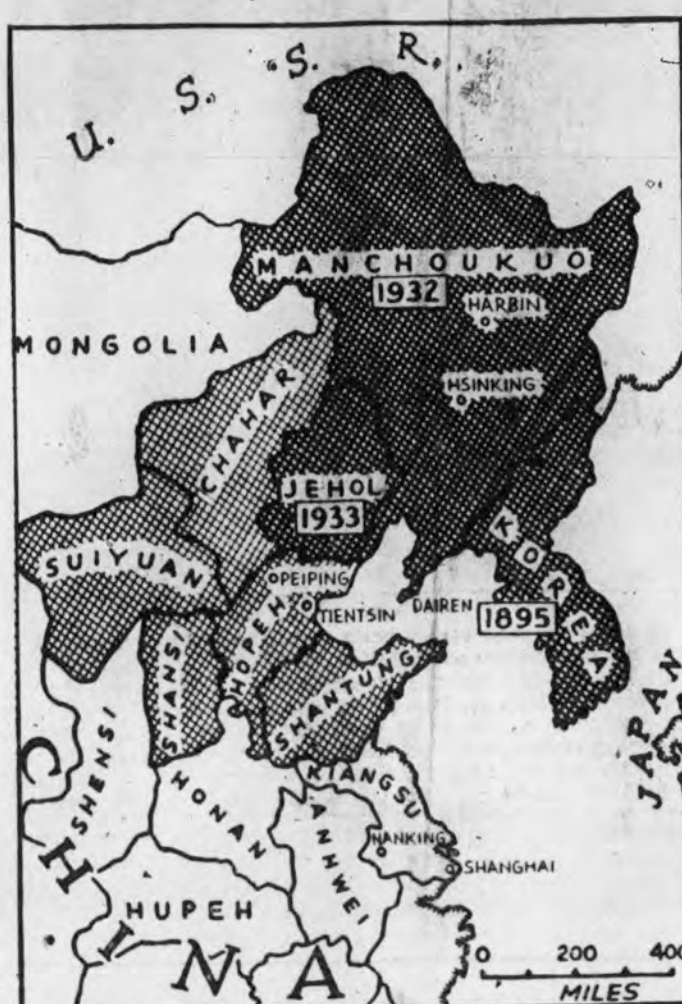 U. S. S. R.
MANCHOUKUO
1932
HARBIN
MONGOLIA
HSINKING
CHAHAR
JEHOL
1933
KOREA
SUIYUAN
PEIPING
HOPEH
TIENTSIN
DAIREN
1895
SHANSI
SHANTUNG
JAPAN
SHENSI
HONAN
KIANGSU
ANHWEI
NANKING
SHANGHAI
HUPEH
CHINA
0 200 400
MILES